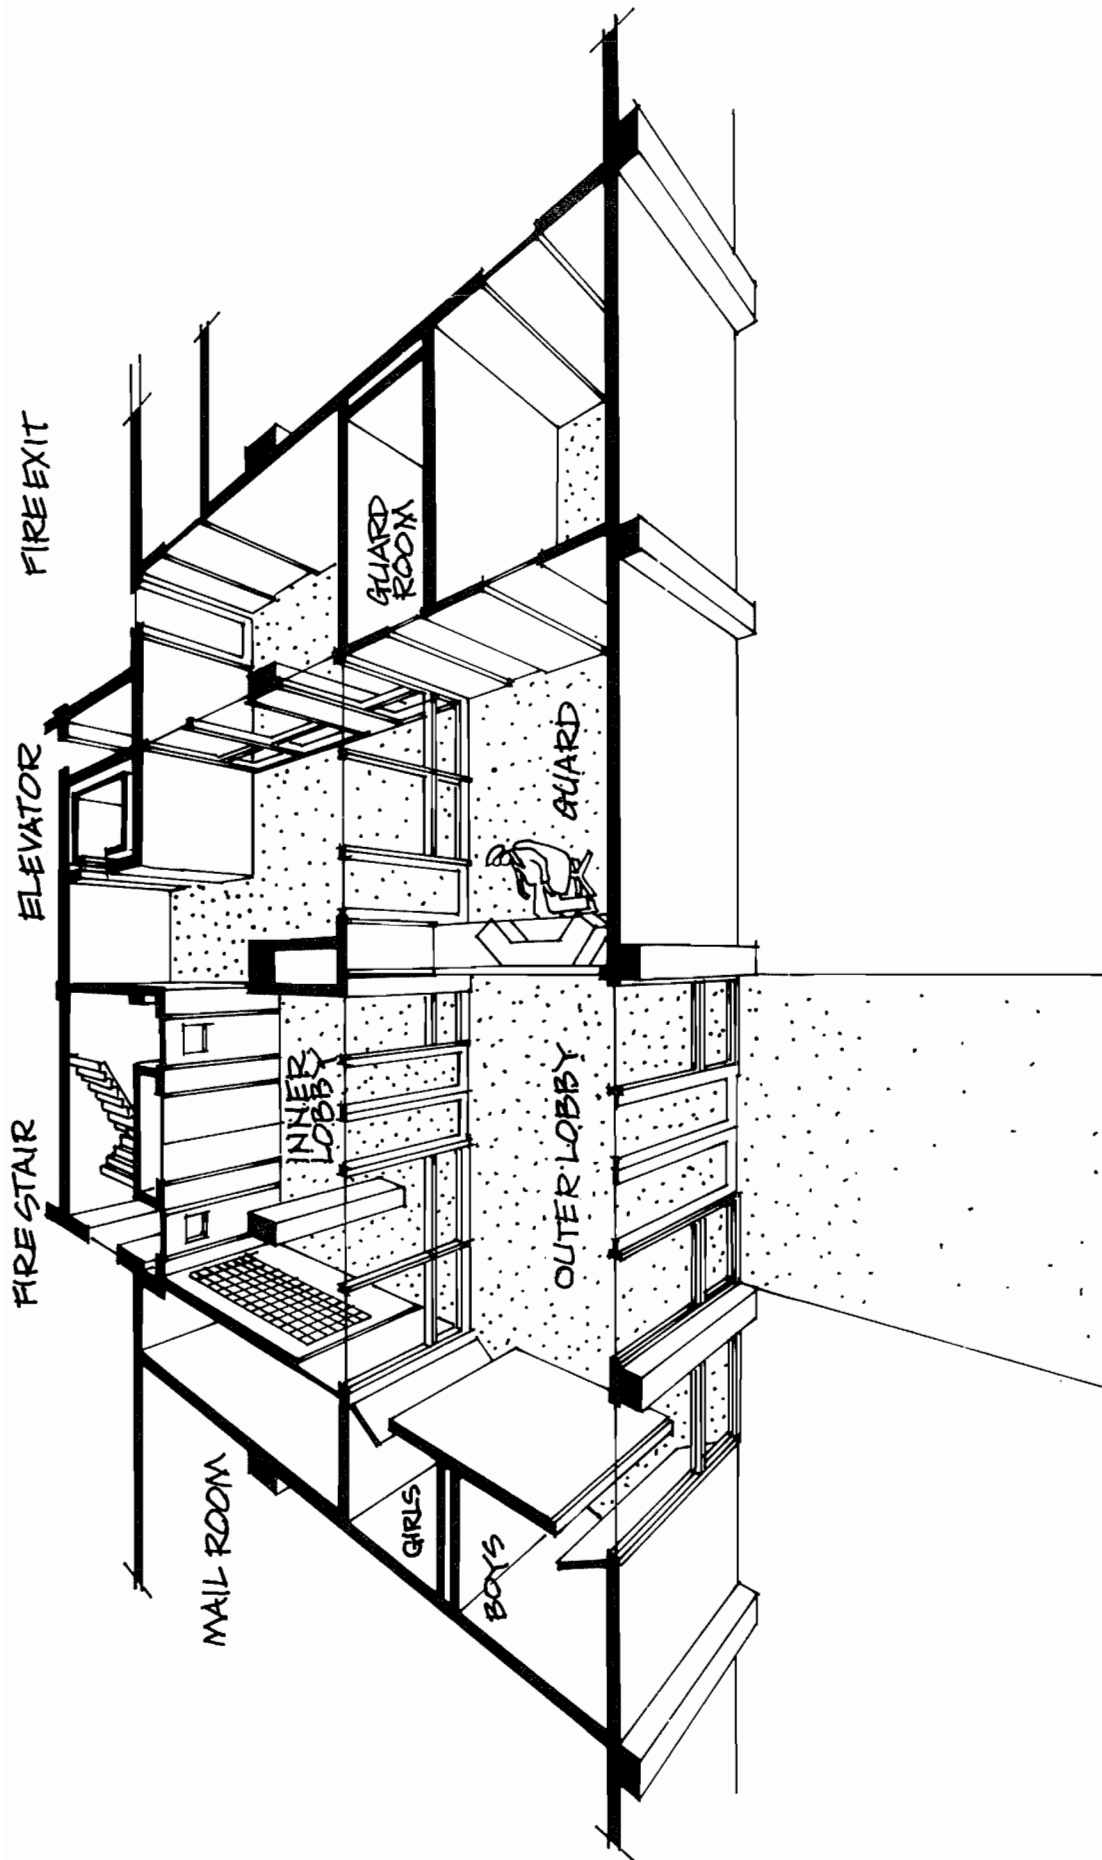 FIRE STAIR
ELEVATOR
FIRE EXIT
MAIL ROOM
INNER
LOBBY
GUARD
ROOM
GIRLS
BOYS
OUTER LOBBY
GUARD